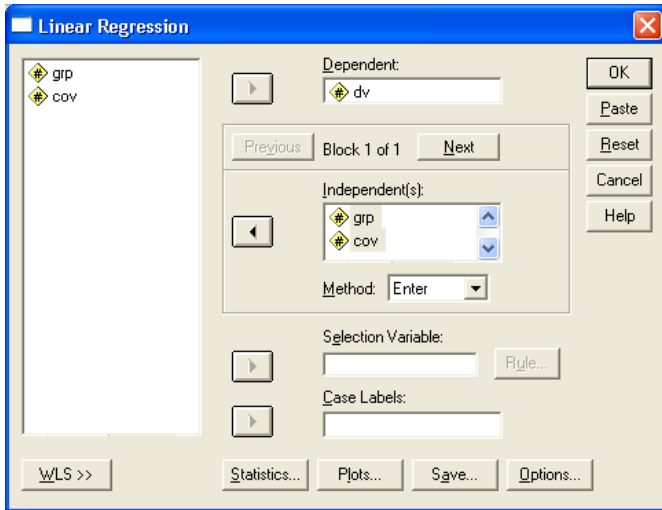 Linear Regression
# grp
# cov
Dependent:
# dv
Previous Block 1 of 1 Next
Independent(s):
# grp
# cov
Method: Enter
Selection Variable:
Rule...
Case Labels:
WLS >>
Statistics... Plots... Save... Options...
OK
Paste
Reset
Cancel
Help